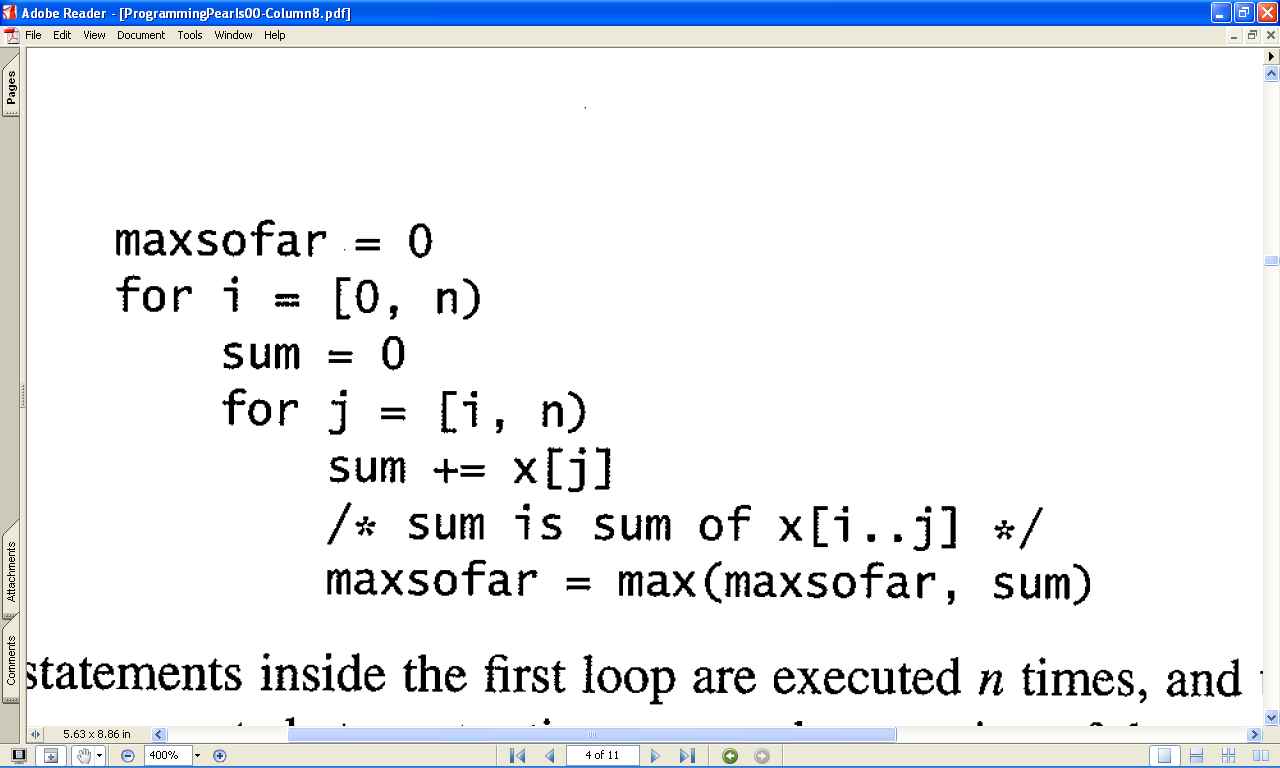 Adobe Reader - [ProgrammingPearls00-Column8.pdf]
File Edit View Document Tools Window Help
Pages
maxsofar = 0
for i = [0, n)
    sum = 0
    for j = [i, n)
        sum += x[j]
        /* sum is sum of x[i..j] */
        maxsofar = max(maxsofar, sum)
Attachments
Comments
statements inside the first loop are executed n times, and
5.63 x 8.86 in
400%
4 of 11